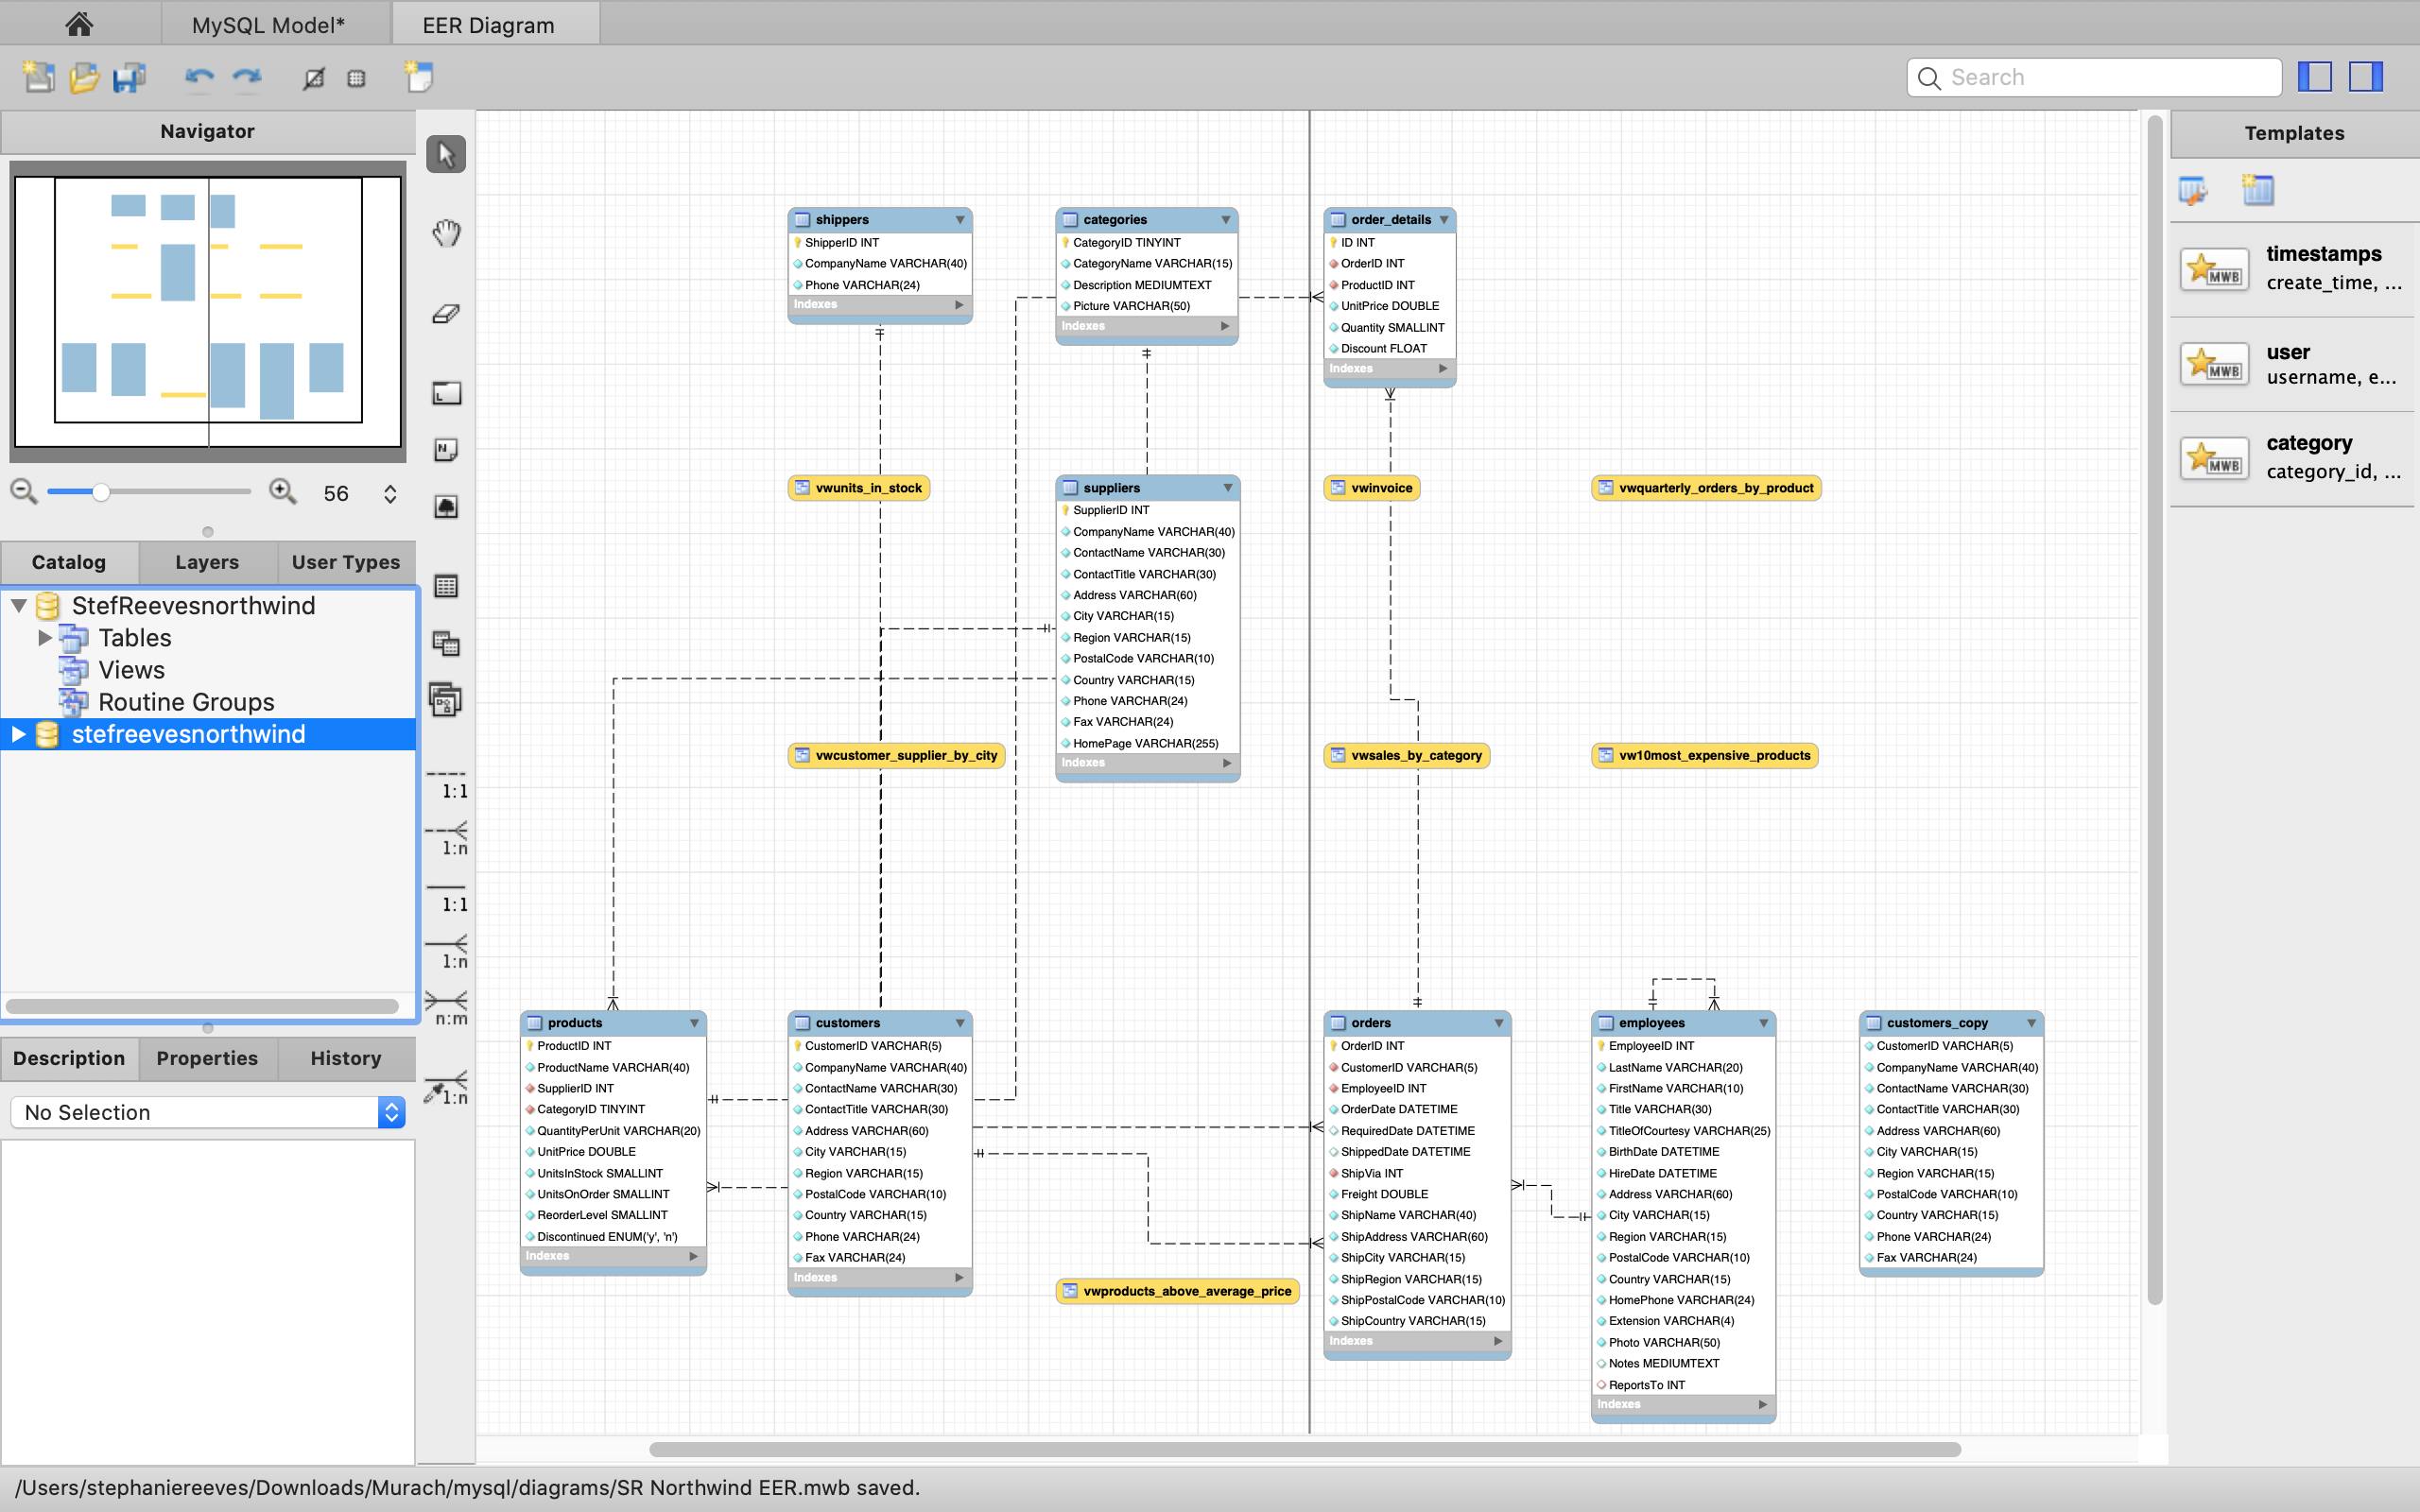 MySQL Model*
EER Diagram
Search
Navigator
56
Catalog
Layers
User Types
StefReevesnorthwind
Tables
Views
Routine Groups
stefreevesnorthwind
Description
Properties
History
No Selection
L
N
1:1
1:n
1:1
1:n
n:m
1:n
shippers
ShipperID INT
CompanyName VARCHAR(40)
Phone VARCHAR(24)
Indexes
categories
CategoryID TINYINT
CategoryName VARCHAR(15)
Description MEDIUMTEXT
Picture VARCHAR(50)
Indexes
order_details
ID INT
OrderID INT
ProductID INT
UnitPrice DOUBLE
Quantity SMALLINT
Discount FLOAT
Indexes
vwunits_in_stock
suppliers
SupplierID INT
CompanyName VARCHAR(40)
ContactName VARCHAR(30)
ContactTitle VARCHAR(30)
Address VARCHAR(60)
City VARCHAR(15)
Region VARCHAR(15)
PostalCode VARCHAR(10)
Country VARCHAR(15)
Phone VARCHAR(24)
Fax VARCHAR(24)
HomePage VARCHAR(255)
Indexes
vwinvoice
vwquarterly_orders_by_product
vwcustomer_supplier_by_city
vwsales_by_category
vw10most_expensive_products
products
ProductID INT
ProductName VARCHAR(40)
SupplierID INT
CategoryID TINYINT
QuantityPerUnit VARCHAR(20)
UnitPrice DOUBLE
UnitsInStock SMALLINT
UnitsOnOrder SMALLINT
ReorderLevel SMALLINT
Discontinued ENUM('y', 'n')
Indexes
customers
CustomerID VARCHAR(5)
CompanyName VARCHAR(40)
ContactName VARCHAR(30)
ContactTitle VARCHAR(30)
Address VARCHAR(60)
City VARCHAR(15)
Region VARCHAR(15)
PostalCode VARCHAR(10)
Country VARCHAR(15)
Phone VARCHAR(24)
Fax VARCHAR(24)
Indexes
vwproducts_above_average_price
orders
OrderID INT
CustomerID VARCHAR(5)
EmployeeID INT
OrderDate DATETIME
RequiredDate DATETIME
ShippedDate DATETIME
ShipVia INT
Freight DOUBLE
ShipName VARCHAR(40)
ShipAddress VARCHAR(60)
ShipCity VARCHAR(15)
ShipRegion VARCHAR(15)
ShipPostalCode VARCHAR(10)
ShipCountry VARCHAR(15)
Indexes
employees
EmployeeID INT
LastName VARCHAR(20)
FirstName VARCHAR(10)
Title VARCHAR(30)
TitleOfCourtesy VARCHAR(25)
BirthDate DATETIME
HireDate DATETIME
Address VARCHAR(60)
City VARCHAR(15)
Region VARCHAR(15)
PostalCode VARCHAR(10)
Country VARCHAR(15)
HomePhone VARCHAR(24)
Extension VARCHAR(4)
Photo VARCHAR(50)
Notes MEDIUMTEXT
ReportsTo INT
Indexes
customers_copy
CustomerID VARCHAR(5)
CompanyName VARCHAR(40)
ContactName VARCHAR(30)
ContactTitle VARCHAR(30)
Address VARCHAR(60)
City VARCHAR(15)
Region VARCHAR(15)
PostalCode VARCHAR(10)
Country VARCHAR(15)
Phone VARCHAR(24)
Fax VARCHAR(24)
Templates
MWB
timestamps
create_time, ...
MWB
user
username, e...
MWB
category
category_id, ...
/Users/stephaniereeves/Downloads/Murach/mysql/diagrams/SR Northwind EER.mwb saved.